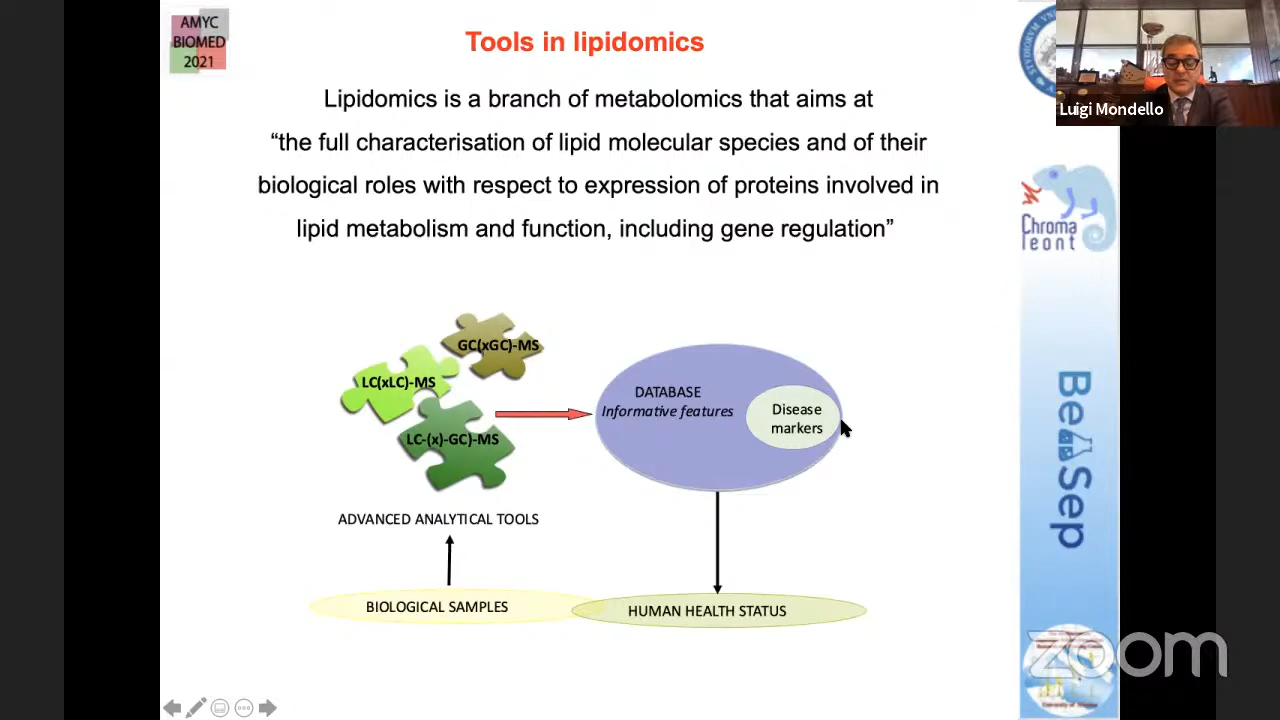 AMYC
BIOMED
2021
Tools in lipidomics
Lipidomics is a branch of metabolomics that aims at
“the full characterisation of lipid molecular species and of their
biological roles with respect to expression of proteins involved in
lipid metabolism and function, including gene regulation”
Luigi Mondello
Chroma
leont
GC(xGC)-MS
LC(xLC)-MS
LC-(x)-GC)-MS
DATABASE
Informative features
Disease
markers
ADVANCED ANALYTICAL TOOLS
BIOLOGICAL SAMPLES
HUMAN HEALTH STATUS
BeSep
zoom